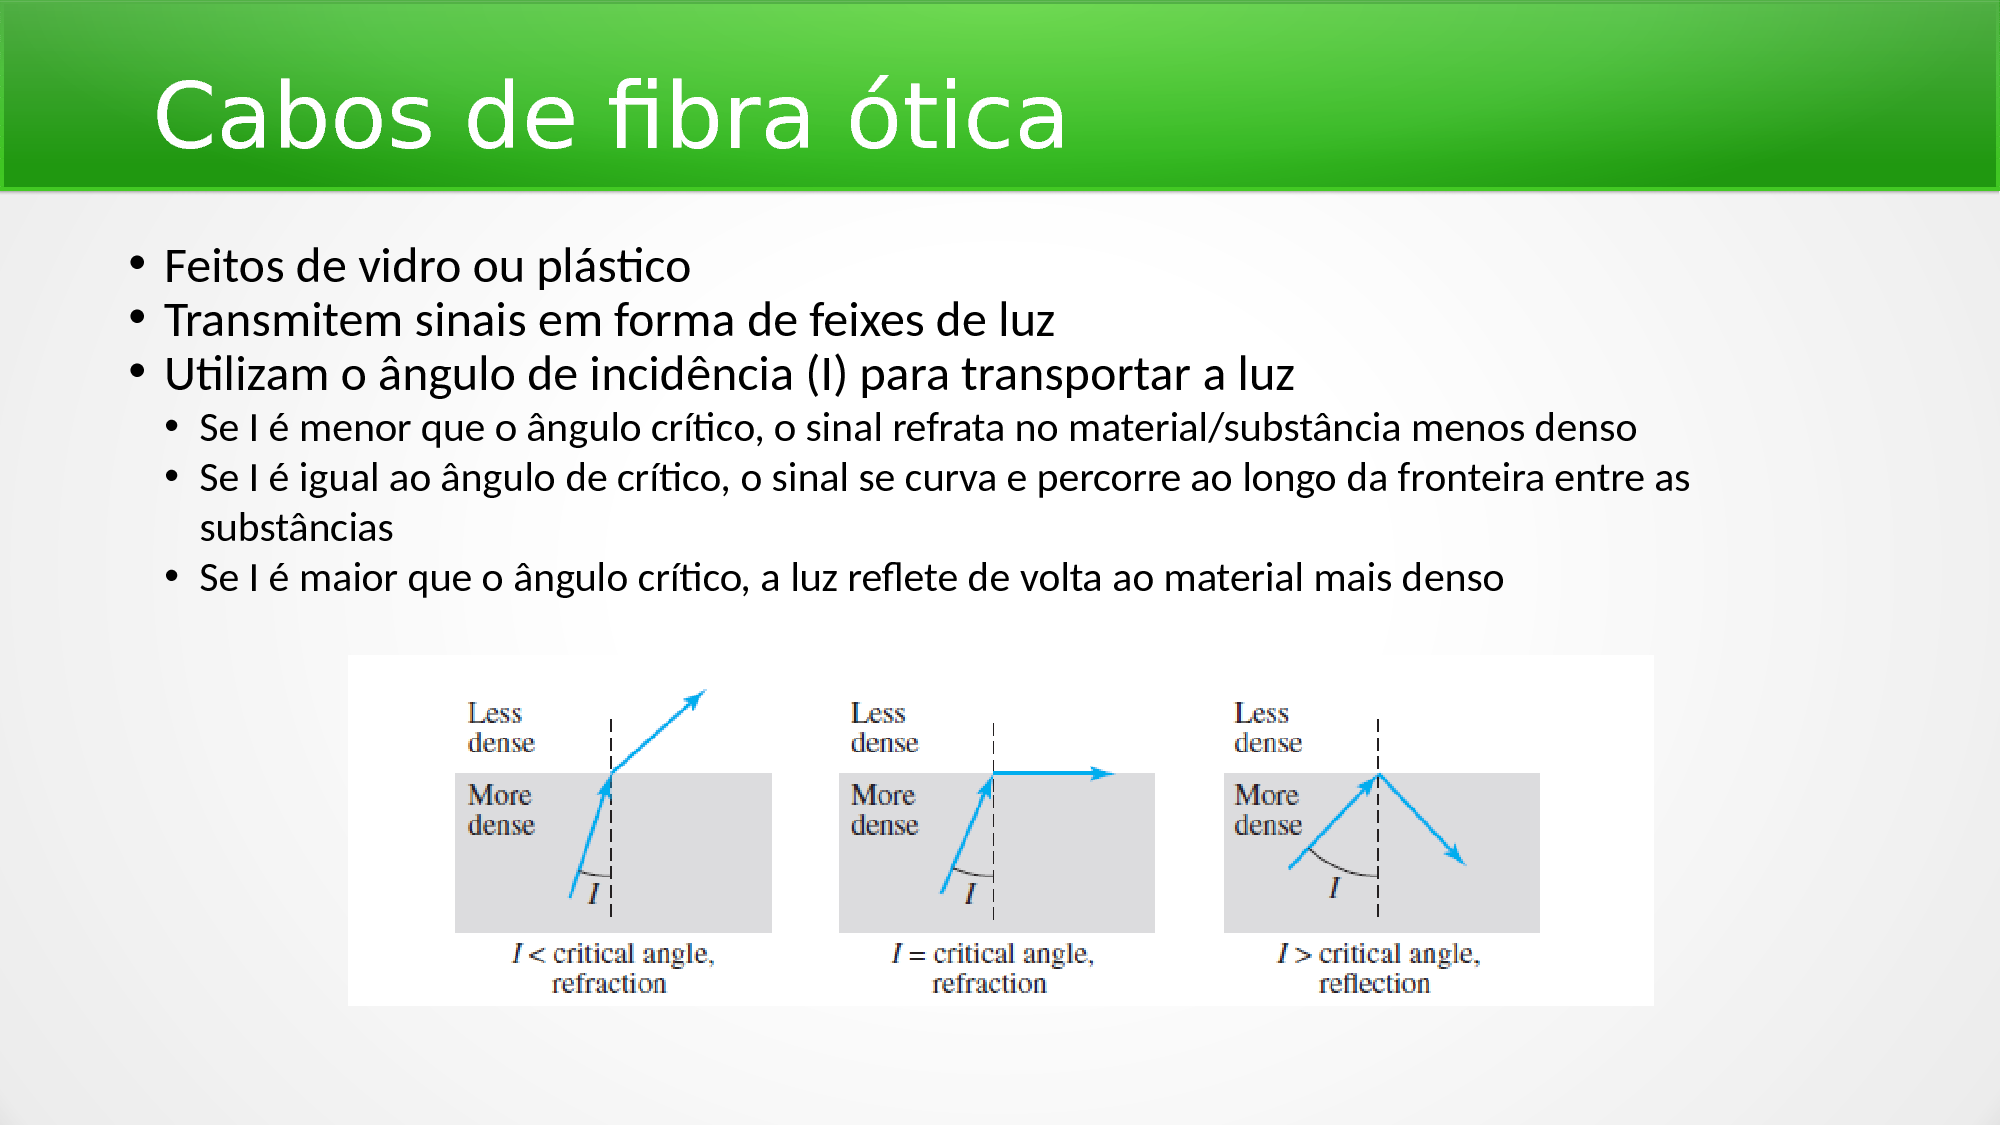 Cabos de fibra ótica
• Feitos de vidro ou plástico
• Transmitem sinais em forma de feixes de luz
• Utilizam o ângulo de incidência (I) para transportar a luz
• Se I é menor que o ângulo crítico, o sinal refrata no material/substância menos denso
• Se I é igual ao ângulo de crítico, o sinal se curva e percorre ao longo da fronteira entre as
substâncias
• Se I é maior que o ângulo crítico, a luz reflete de volta ao material mais denso
Less
dense
More
dense
I
I < critical angle,
refraction
Less
dense
More
dense
I
I = critical angle,
refraction
Less
dense
More
dense
I
I > critical angle,
reflection